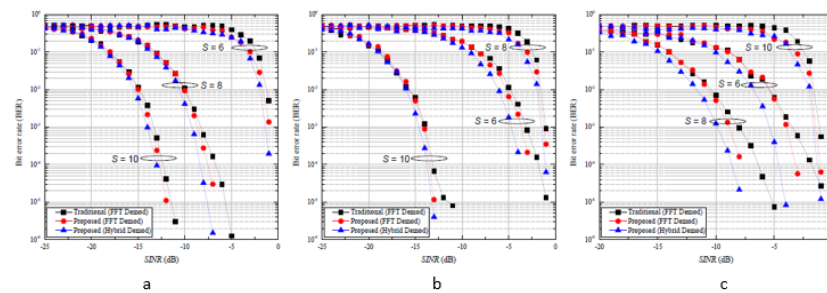 10⁰
10⁻¹
10⁻²
10⁻³
10⁻⁴
10⁻⁵
10⁻⁶
Bit error rate (BER)
S = 6
S = 8
S = 10
Traditional (FFT Demod)
Proposed (FFT Demod)
Proposed (Hybrid Demod)
-25 -20 -15 -10 -5 0
SINR (dB)
a
10⁰
10⁻¹
10⁻²
10⁻³
10⁻⁴
10⁻⁵
10⁻⁶
Bit error rate (BER)
S = 8
S = 6
S = 10
Traditional (FFT Demod)
Proposed (FFT Demod)
Proposed (Hybrid Demod)
-25 -20 -15 -10 -5 0
SINR (dB)
b
10⁰
10⁻¹
10⁻²
10⁻³
10⁻⁴
10⁻⁵
10⁻⁶
Bit error rate (BER)
S = 10
S = 6
S = 8
Traditional (FFT Demod)
Proposed (FFT Demod)
Proposed (Hybrid Demod)
-20 -15 -10 -5
SINR (dB)
c